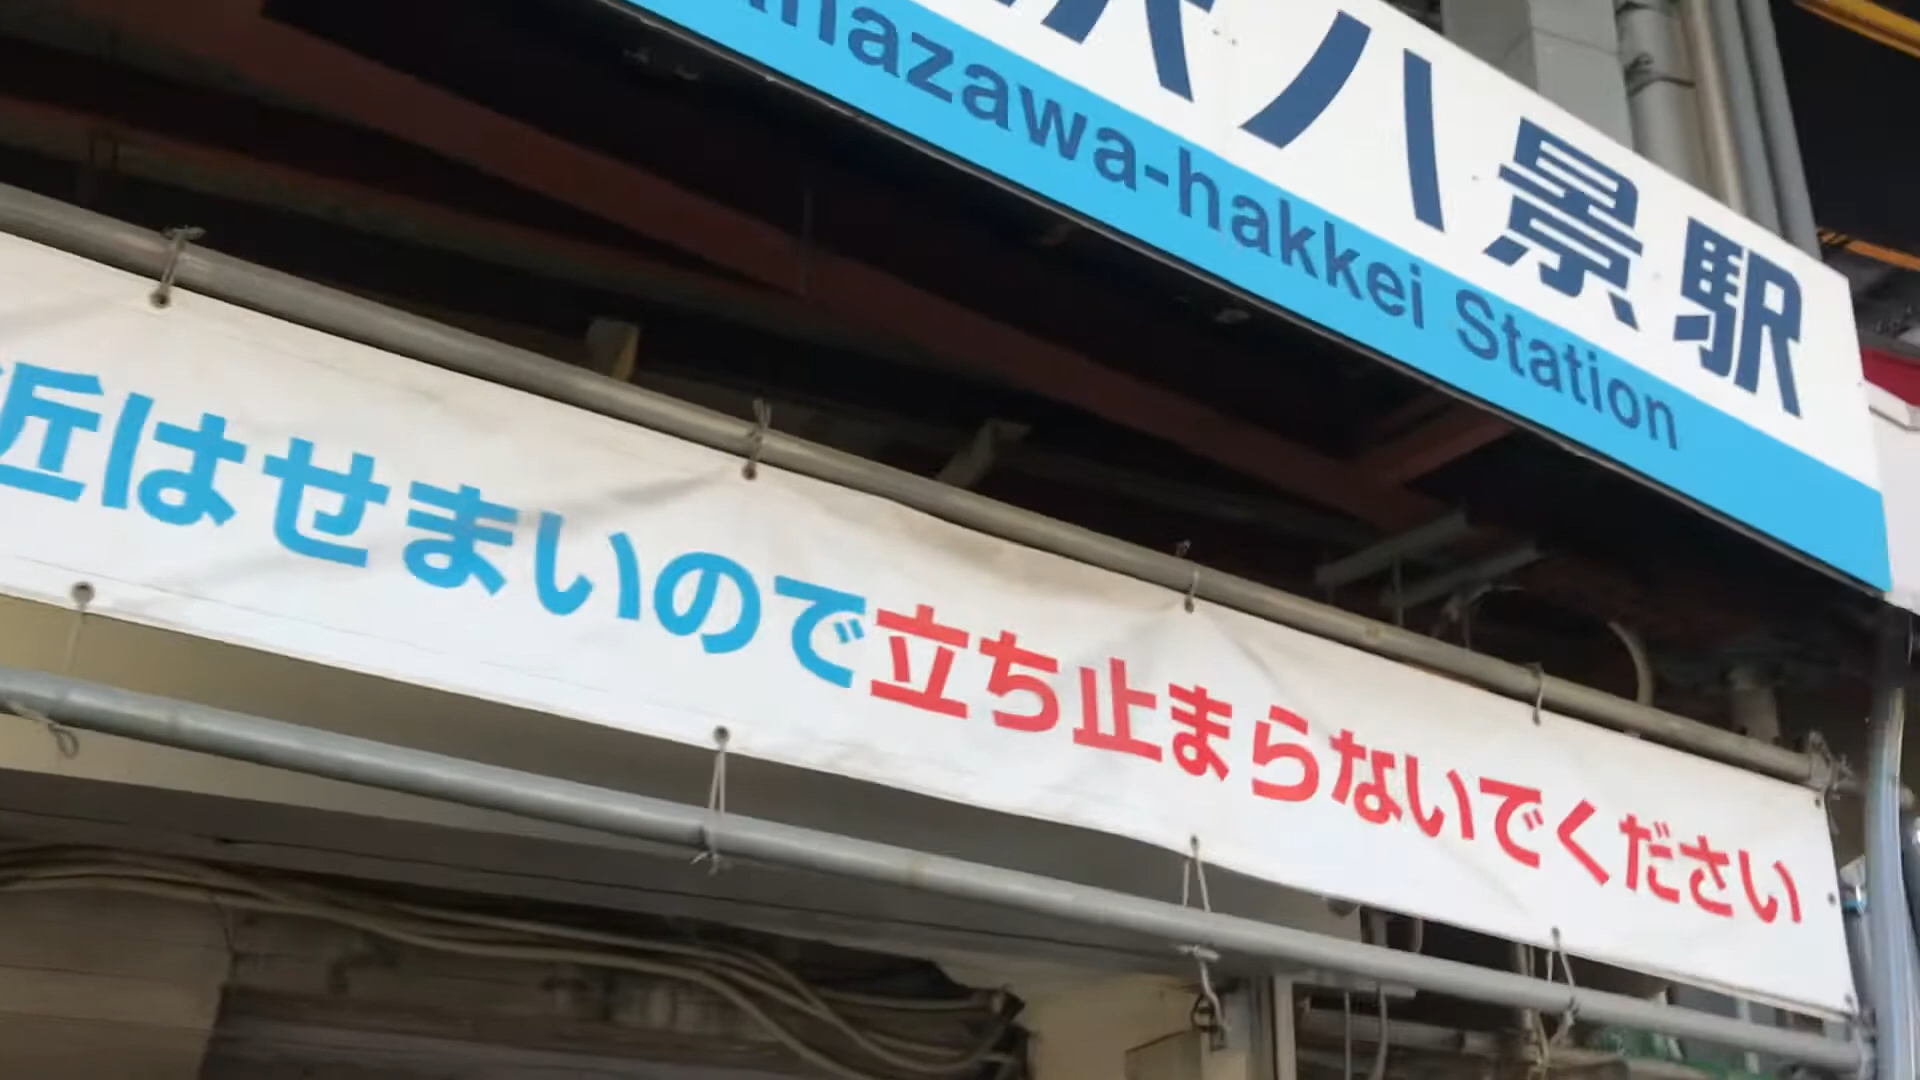 八景駅
nazawa-hakkei Station
近はせまいので立ち止まらないでください